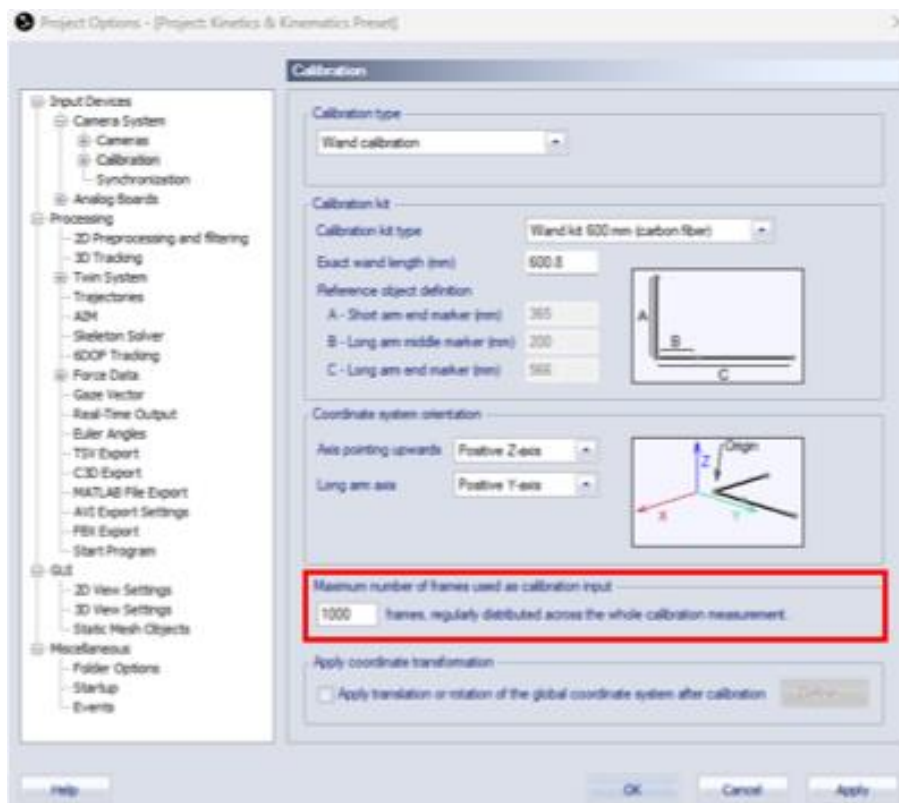 Project Options - [Project: Kinetics & Kinematics Preset]
Calibration
Input Devices
Camera System
Cameras
Calibration
Synchronization
Analog Boards
Processing
2D Preprocessing and filtering
3D Tracking
Twin System
Trajectories
AIM
Skeleton Solver
6DOF Tracking
Force Data
Gaze Vector
Real-Time Output
Euler Angles
TSV Export
C3D Export
MATLAB File Export
AVI Export Settings
FBX Export
Start Program
GUI
2D View Settings
3D View Settings
Static Mesh Objects
Miscellaneous
Folder Options
Startup
Events
Calibration type
Wand calibration
Calibration kit
Calibration kit type Wand kit 600 mm (carbon fiber)
Exact wand length (mm) 600.8
Reference object definition
A - Short arm end marker (mm) 365
B - Long arm middle marker (mm) 200
C - Long arm end marker (mm) 566
A
B
C
Coordinate system orientation
Axis pointing upwards Positive Z-axis
Long arm axis Positive Y-axis
Origin
Z
X
Y
Maximum number of frames used as calibration input
1000 frames, regularly distributed across the whole calibration measurement.
Apply coordinate transformation
Apply translation or rotation of the global coordinate system after calibration Define...
Help OK Cancel Apply